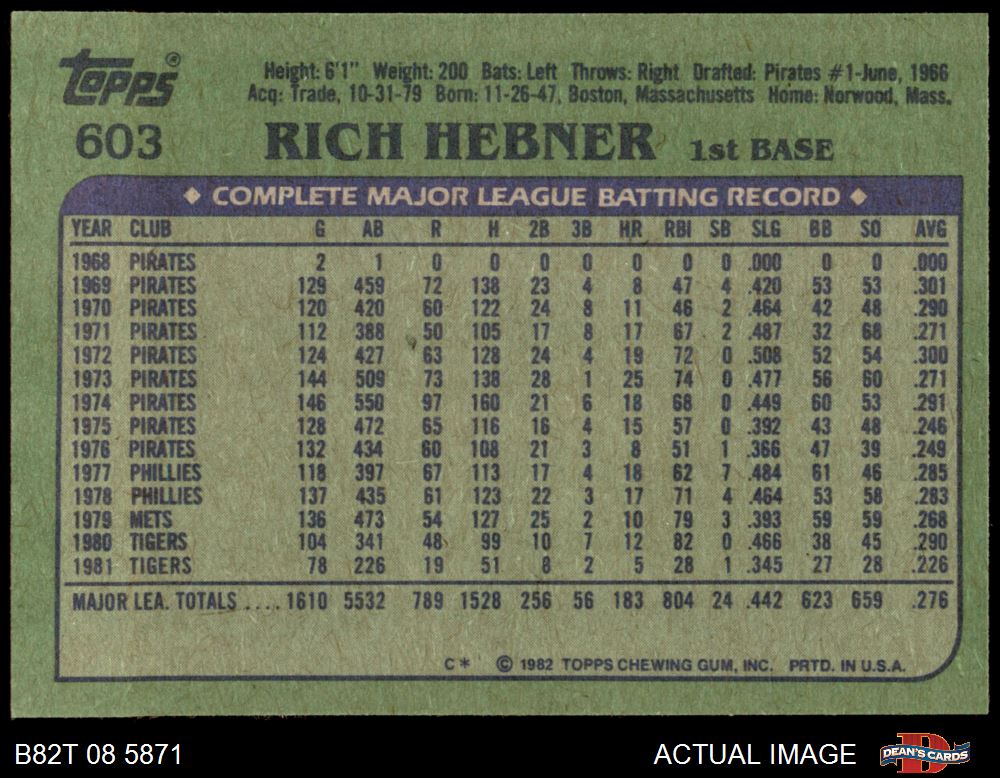 Topps®
Height: 6'1" Weight: 200 Bats: Left Throws: Right Drafted: Pirates #1-June, 1966
Acq: Trade, 10-31-79 Born: 11-26-47, Boston, Massachusetts Home: Norwood, Mass.
603 RICH HEBNER 1st BASE
◆ COMPLETE MAJOR LEAGUE BATTING RECORD ◆
YEAR CLUB G AB R H 2B 3B HR RBI SB SLG BB SO AVG
1968 PIRATES 2 1 0 0 0 0 0 0 0 .000 0 0 .000
1969 PIRATES 129 459 72 138 23 4 8 47 4 .420 53 53 .301
1970 PIRATES 120 420 60 122 24 8 11 46 2 .464 42 48 .290
1971 PIRATES 112 388 50 105 17 8 17 67 2 .487 32 68 .271
1972 PIRATES 124 427 63 128 24 4 19 72 0 .508 52 54 .300
1973 PIRATES 144 509 73 138 28 1 25 74 0 .477 56 60 .271
1974 PIRATES 146 550 97 160 21 6 18 68 0 .449 60 53 .291
1975 PIRATES 128 472 65 116 16 4 15 57 0 .392 43 48 .246
1976 PIRATES 132 434 60 108 21 3 8 51 1 .366 47 39 .249
1977 PHILLIES 118 397 67 113 17 4 18 62 7 .484 61 46 .285
1978 PHILLIES 137 435 61 123 22 3 17 71 4 .464 53 58 .283
1979 METS 136 473 54 127 25 2 10 79 3 .393 59 59 .268
1980 TIGERS 104 341 48 99 10 7 12 82 0 .466 38 45 .290
1981 TIGERS 78 226 19 51 8 2 5 28 1 .345 27 28 .226
MAJOR LEA. TOTALS .... 1610 5532 789 1528 256 56 183 804 24 .442 623 659 .276
C* © 1982 TOPPS CHEWING GUM, INC. PRTD. IN U.S.A.
B82T 08 5871 ACTUAL IMAGE DEAN'S CARDS